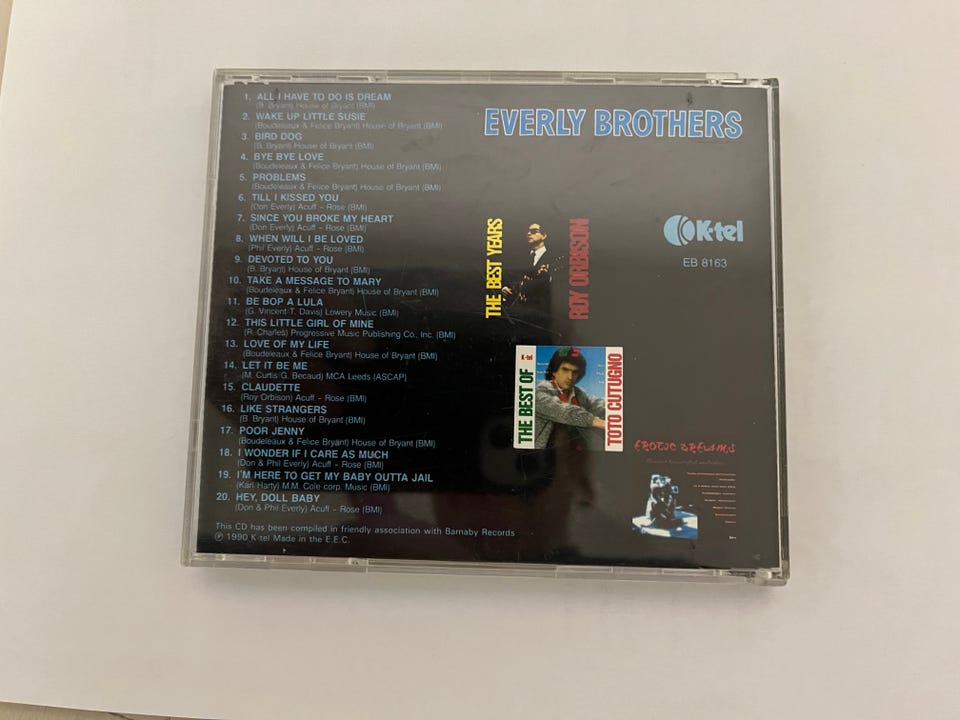 1. ALL I HAVE TO DO IS DREAM
(B. Bryant) House of Bryant (BMI)
2. WAKE UP LITTLE SUSIE
(Boudeleaux & Felice Bryant) House of Bryant (BMI)
3. BIRD DOG
(B. Bryant) House of Bryant (BMI)
4. BYE BYE LOVE
(Boudeleaux & Felice Bryant) House of Bryant (BMI)
5. PROBLEMS
(Boudeleaux & Felice Bryant) House of Bryant (BMI)
6. TILL I KISSED YOU
(Don Everly) Acuff – Rose (BMI)
7. SINCE YOU BROKE MY HEART
(Don Everly) Acuff – Rose (BMI)
8. WHEN WILL I BE LOVED
(Phil Everly) Acuff – Rose (BMI)
9. DEVOTED TO YOU
(B. Bryant) House of Bryant (BMI)
10. TAKE A MESSAGE TO MARY
(Boudeleaux & Felice Bryant) House of Bryant (BMI)
11. BE BOP A LULA
(G. Vincent T. Davis) Lowery Music (BMI)
12. THIS LITTLE GIRL OF MINE
(R. Charles) Progressive Music Publishing Co., Inc. (BMI)
13. LOVE OF MY LIFE
(Boudeleaux & Felice Bryant) House of Bryant (BMI)
14. LET IT BE ME
(M. Curtis G. Becaud) MCA Leeds (ASCAP)
15. CLAUDETTE
(Roy Orbison) Acuff – Rose (BMI)
16. LIKE STRANGERS
(B. Bryant) House of Bryant (BMI)
17. POOR JENNY
(Boudeleaux & Felice Bryant) House of Bryant (BMI)
18. I WONDER IF I CARE AS MUCH
(Don & Phil Everly) Acuff – Rose (BMI)
19. I'M HERE TO GET MY BABY OUTTA JAIL
(Karl Harty) M.M. Cole corp. Music (BMI)
20. HEY, DOLL BABY
(Don & Phil Everly) Acuff – Rose (BMI)
This CD has been compiled in friendly association with Barnaby Records
℗ 1990 K-tel Made in the E.E.C.
EVERLY BROTHERS
K-tel
EB 8163
THE BEST YEARS
ROY ORBISON
THE BEST OF
K-tel
TOTO CUTUGNO
EROTIC DREAMS